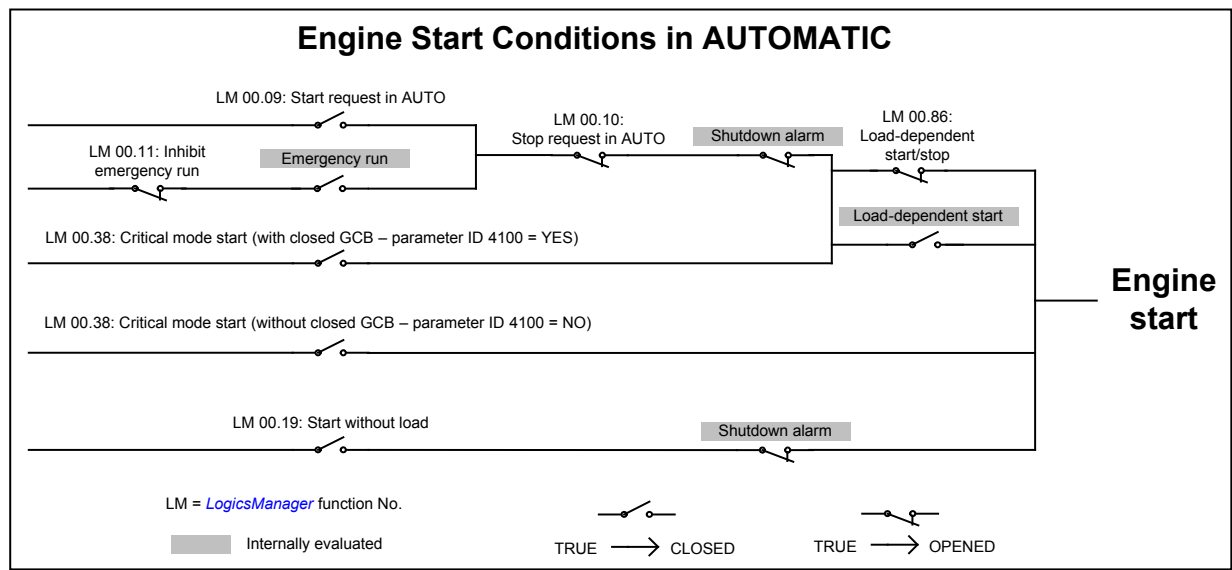 Engine Start Conditions in AUTOMATIC
LM 00.09: Start request in AUTO
LM 00.10:
Stop request in AUTO
Shutdown alarm
LM 00.86:
Load-dependent
start/stop
LM 00.11: Inhibit
emergency run
Emergency run
Load-dependent start
LM 00.38: Critical mode start (with closed GCB – parameter ID 4100 = YES)
Engine
start
LM 00.38: Critical mode start (without closed GCB – parameter ID 4100 = NO)
LM 00.19: Start without load
Shutdown alarm
LM = LogicsManager function No.
Internally evaluated
TRUE CLOSED
TRUE OPENED